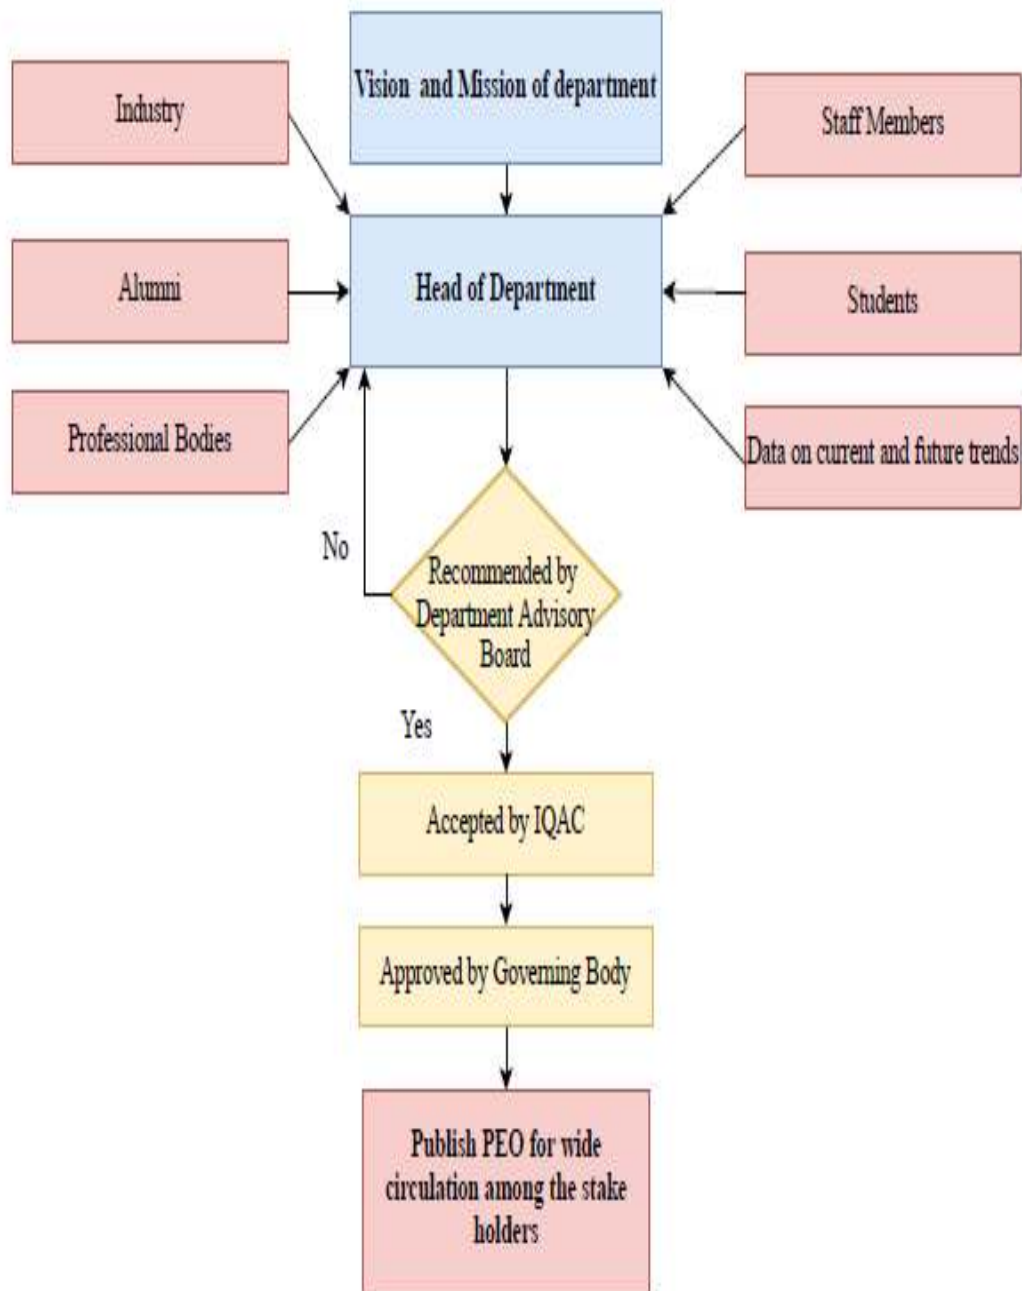 Vision and Mission of department
Industry
Staff Members
Head of Department
Alumni
Students
Professional Bodies
Data on current and future trends
No
Recommended by
Department Advisory
Board
Yes
Accepted by IQAC
Approved by Governing Body
Publish PEO for wide
circulation among the stake
holders